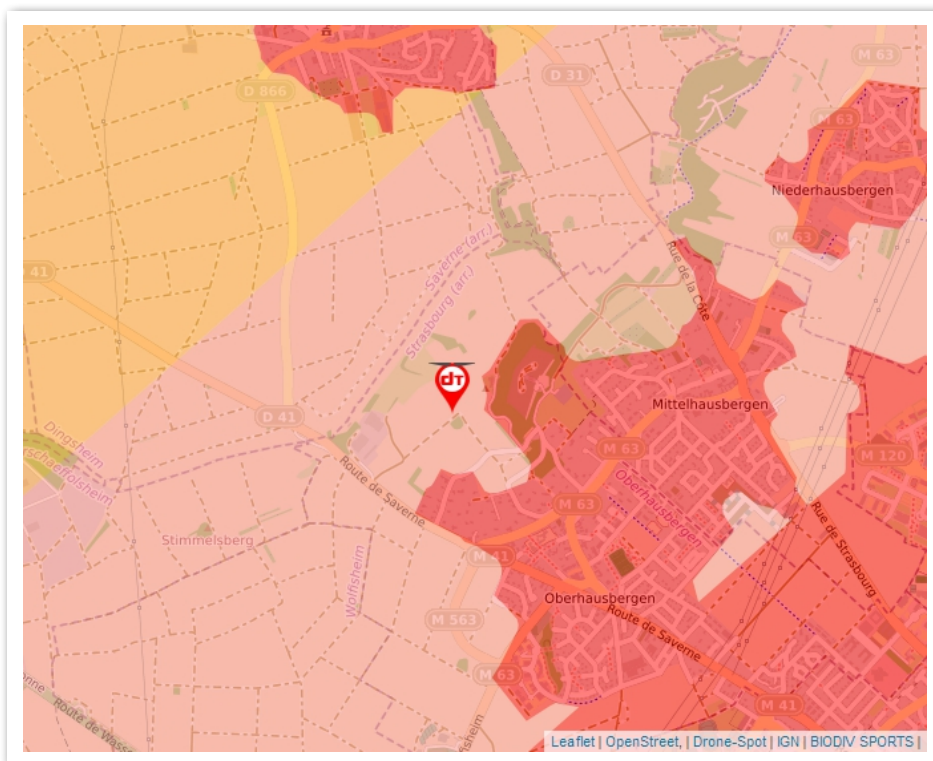 M 63
D 31
D 866
M 63
Niederhausbergen
M 63
Saverne (arr.)
Strasbourg (arr.)
Rue de la Côte
D 41
dT
Mittelhausbergen
D 41
Dingsheim
M 63
M 120
Route de Saverne
Oberhausbergen
M 63
Rue de Strasbourg
Stimmelsberg
M 41
Wolfisheim
Oberhausbergen
Route de Saverne
M 563
M 63
M 41
Route de
Leaflet | OpenStreet, | Drone-Spot | IGN | BIODIV SPORTS |